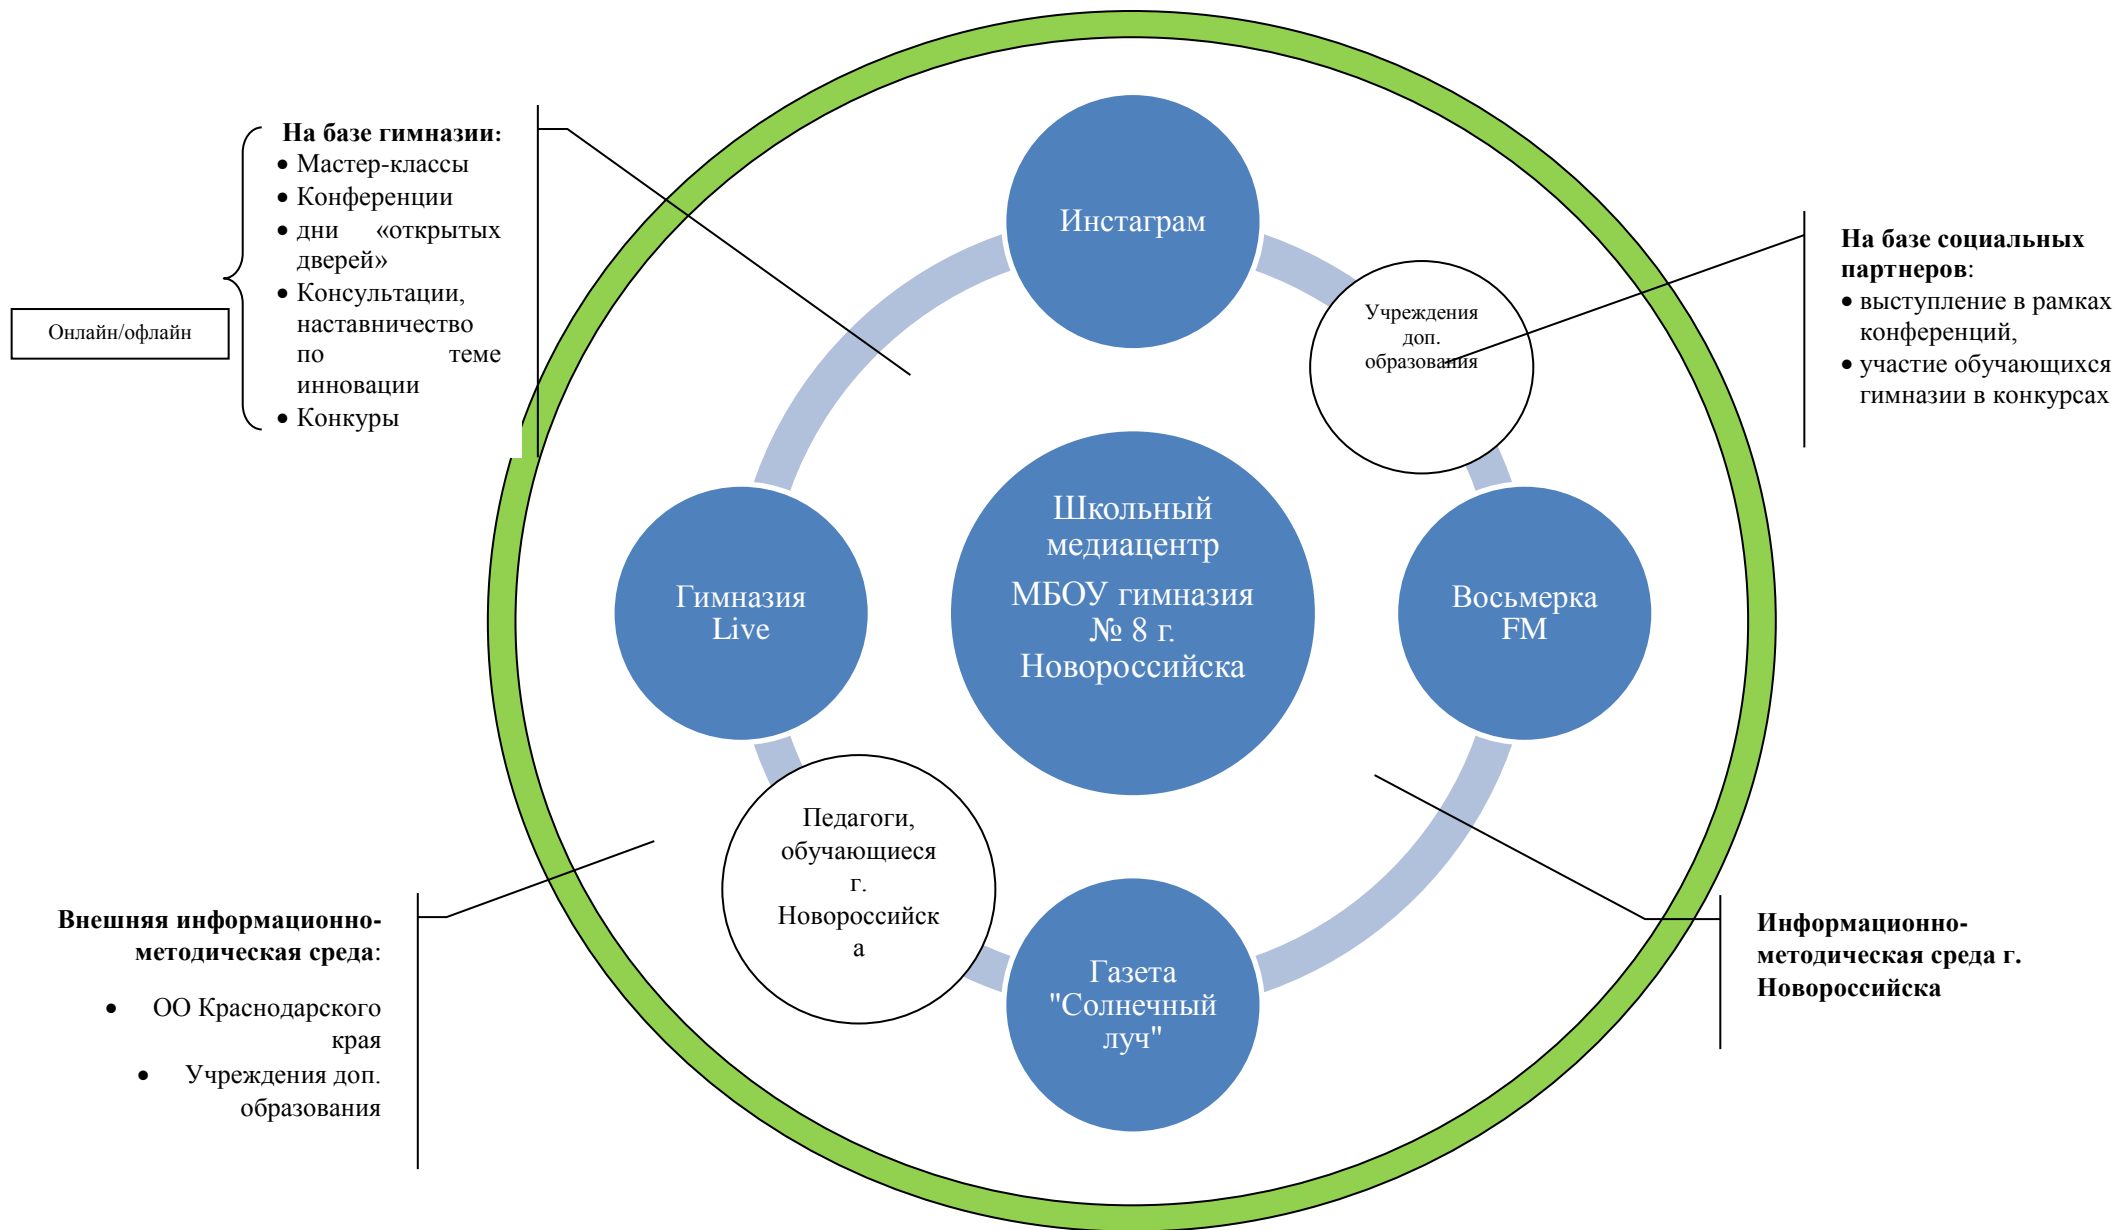 На базе гимназии:
• Мастер-классы
• Конференции
• дни «открытых
дверей»
• Консультации,
наставничество
по теме
инновации
• Конкуры
Онлайн/офлайн
Инстаграм
Учреждения
доп.
образования
На базе социальных
партнеров:
• выступление в рамках
конференций,
• участие обучающихся
гимназии в конкурсах
Гимназия
Live
Школьный
медиацентр
МБОУ гимназия
№ 8 г.
Новороссийска
Восьмерка
FM
Педагоги,
обучающиеся
г.
Новороссийск
а
Газета
"Солнечный
луч"
Внешняя информационно-
методическая среда:
• ОО Краснодарского
края
• Учреждения доп.
образования
Информационно-
методическая среда г.
Новороссийска